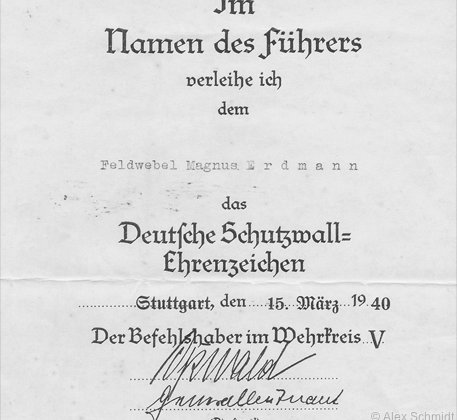 Im
Namen des Führers
verleihe ich
dem
Feldwebel Magnus Erdmann
das
Deutsche Schutzwall=
Ehrenzeichen
Stuttgart, den 15. März 1940
Der Befehlshaber im Wehrkreis V
Oßwald
Generalleutnant
© Alex Schmidt